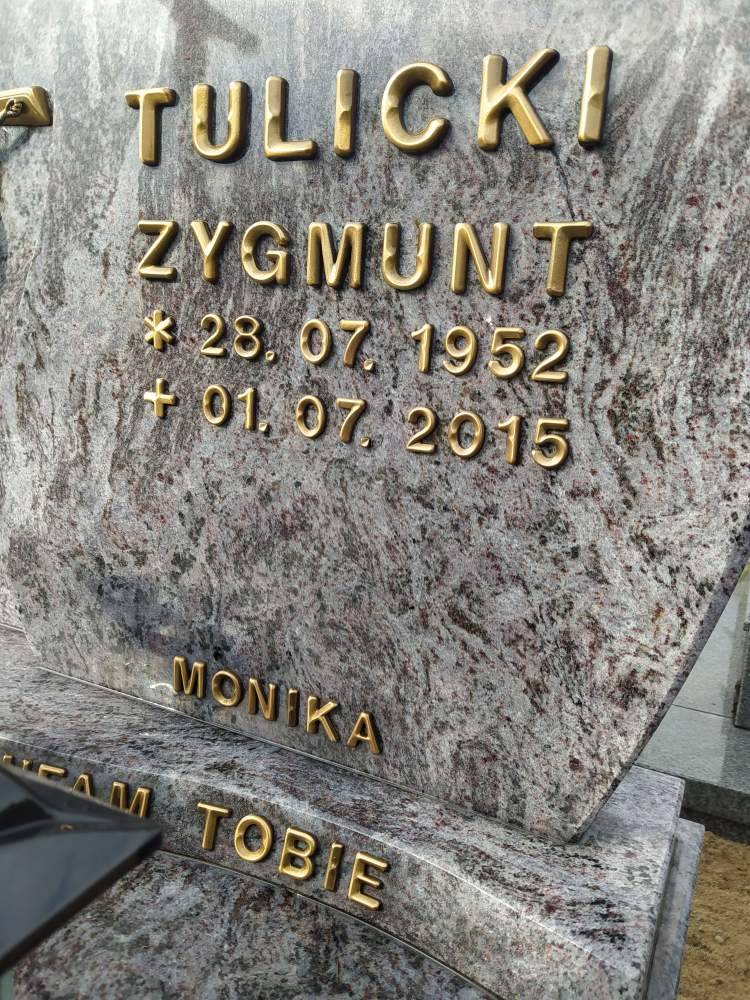 TULICKI
ZYGMUNT
* 28. 07. 1952
+ 01. 07. 2015
MONIKA
TOBIE